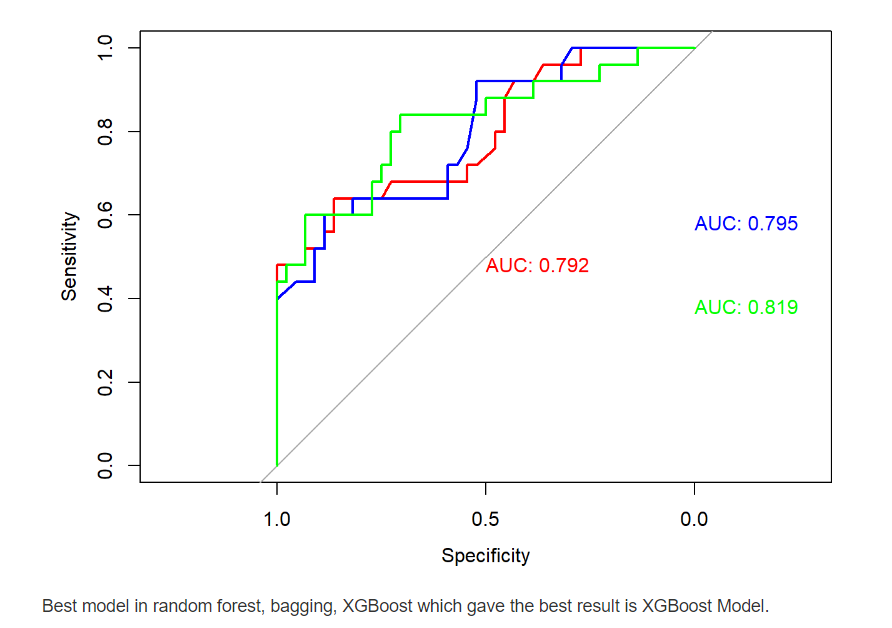 1.0
0.8
0.6
0.4
0.2
0.0
Sensitivity
AUC: 0.795
AUC: 0.792
AUC: 0.819
1.0 0.5 0.0
Specificity
Best model in random forest, bagging, XGBoost which gave the best result is XGBoost Model.